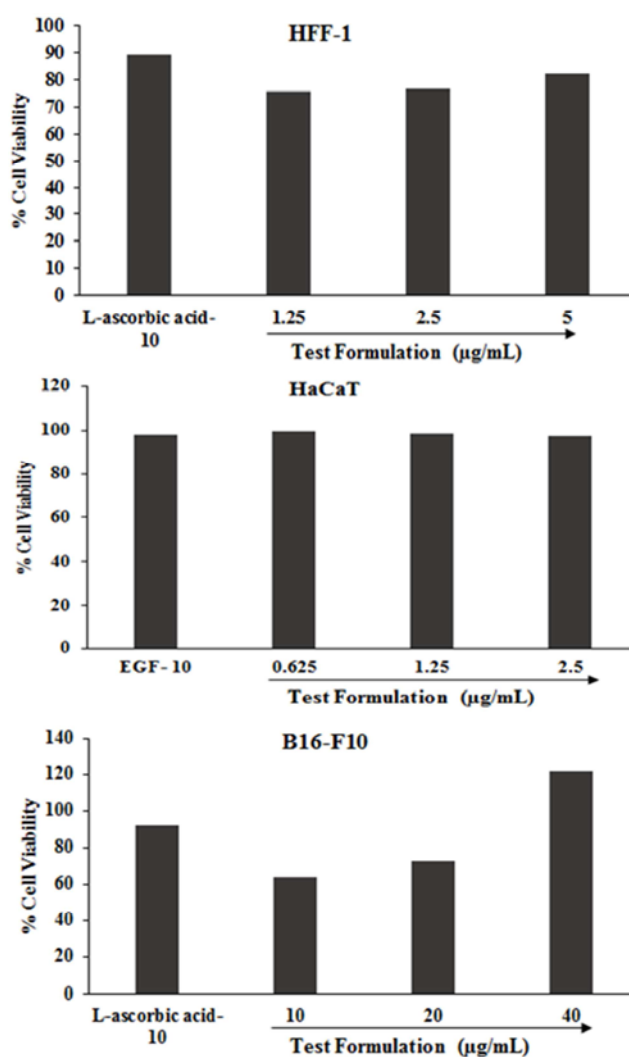 HFF-1
% Cell Viability
100
90
80
70
60
50
40
30
20
10
0
L-ascorbic acid-
10
1.25 2.5 5
Test Formulation (µg/mL)
HaCaT
% Cell Viability
120
100
80
60
40
20
0
EGF- 10 0.625 1.25 2.5
Test Formulation (µg/mL)
B16-F10
% Cell Viability
140
120
100
80
60
40
20
0
L-ascorbic acid-
10
10 20 40
Test Formulation (µg/mL)